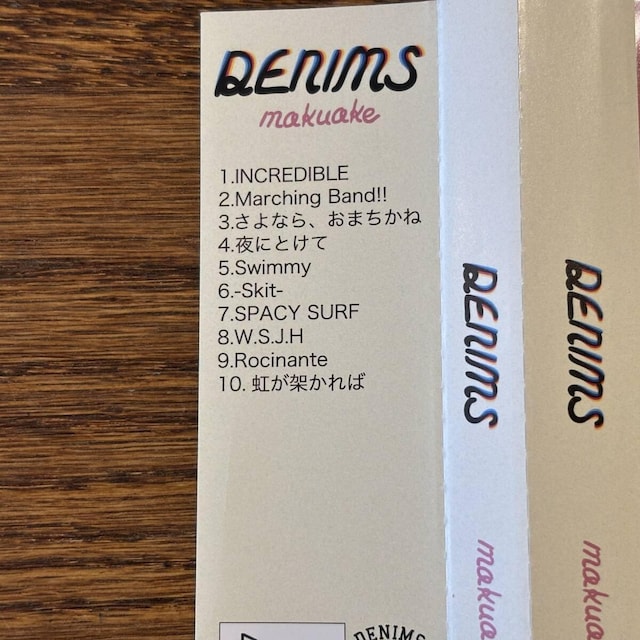 DENIMS
makuake
1.INCREDIBLE
2.Marching Band!!
3.さよなら、おまちかね
4.夜にとけて
5.Swimmy
6.-Skit-
7.SPACY SURF
8.W.S.J.H
9.Rocinante
10. 虹が架かれば
DENIMS
DENIMS
makua
DENIMS
makua